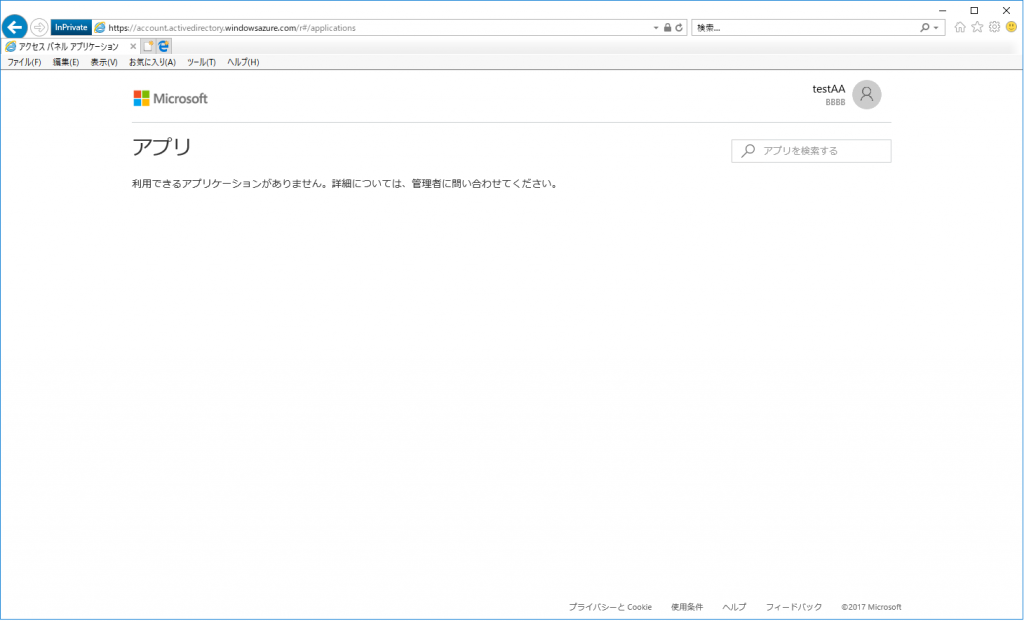 InPrivate https://account.activedirectory.windowsazure.com/r#/applications 検索...
アクセス パネル アプリケーション
ファイル(F) 編集(E) 表示(V) お気に入り(A) ツール(T) ヘルプ(H)
Microsoft
testAA
BBBB
アプリ
アプリを検索する
利用できるアプリケーションがありません。詳細については、管理者に問い合わせてください。
プライバシーと Cookie 使用条件 ヘルプ フィードバック ©2017 Microsoft